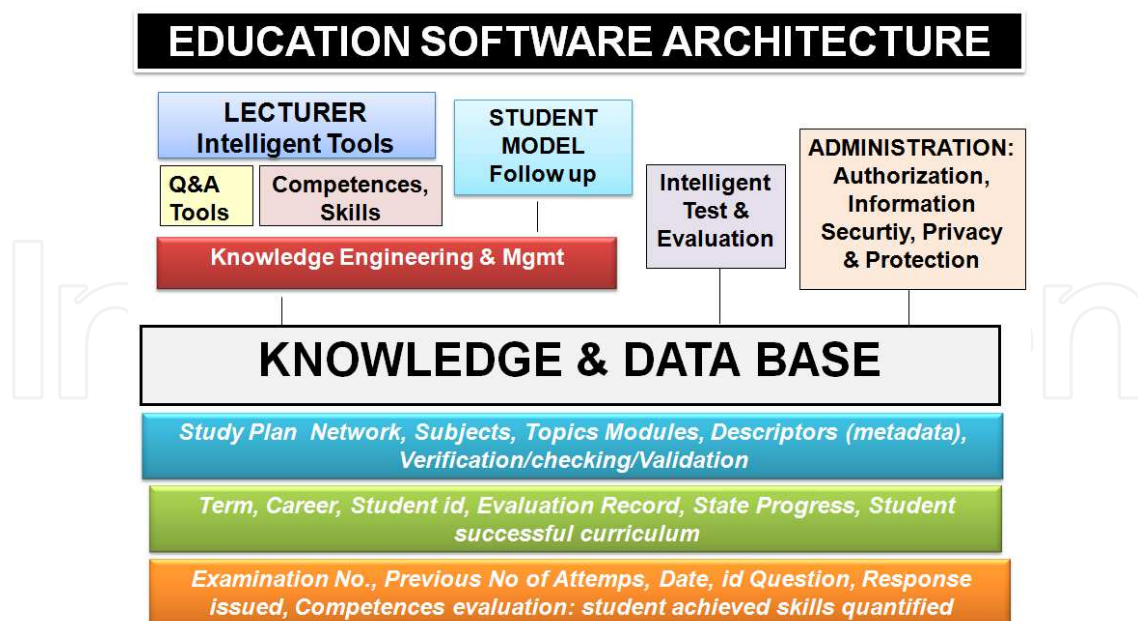 EDUCATION SOFTWARE ARCHITECTURE
LECTURER
Intelligent Tools
Q&A
Tools
Competences,
Skills
STUDENT
MODEL
Follow up
Knowledge Engineering & Mgmt
Intelligent
Test &
Evaluation
ADMINISTRATION:
Authorization,
Information
Securtiy, Privacy
& Protection
KNOWLEDGE & DATA BASE
Study Plan Network, Subjects, Topics Modules, Descriptors (metadata),
Verification/checking/Validation
Term, Career, Student id, Evaluation Record, State Progress, Student
successful curriculum
Examination No., Previous No of Attemps, Date, id Question, Response
issued, Competences evaluation: student achieved skills quantified